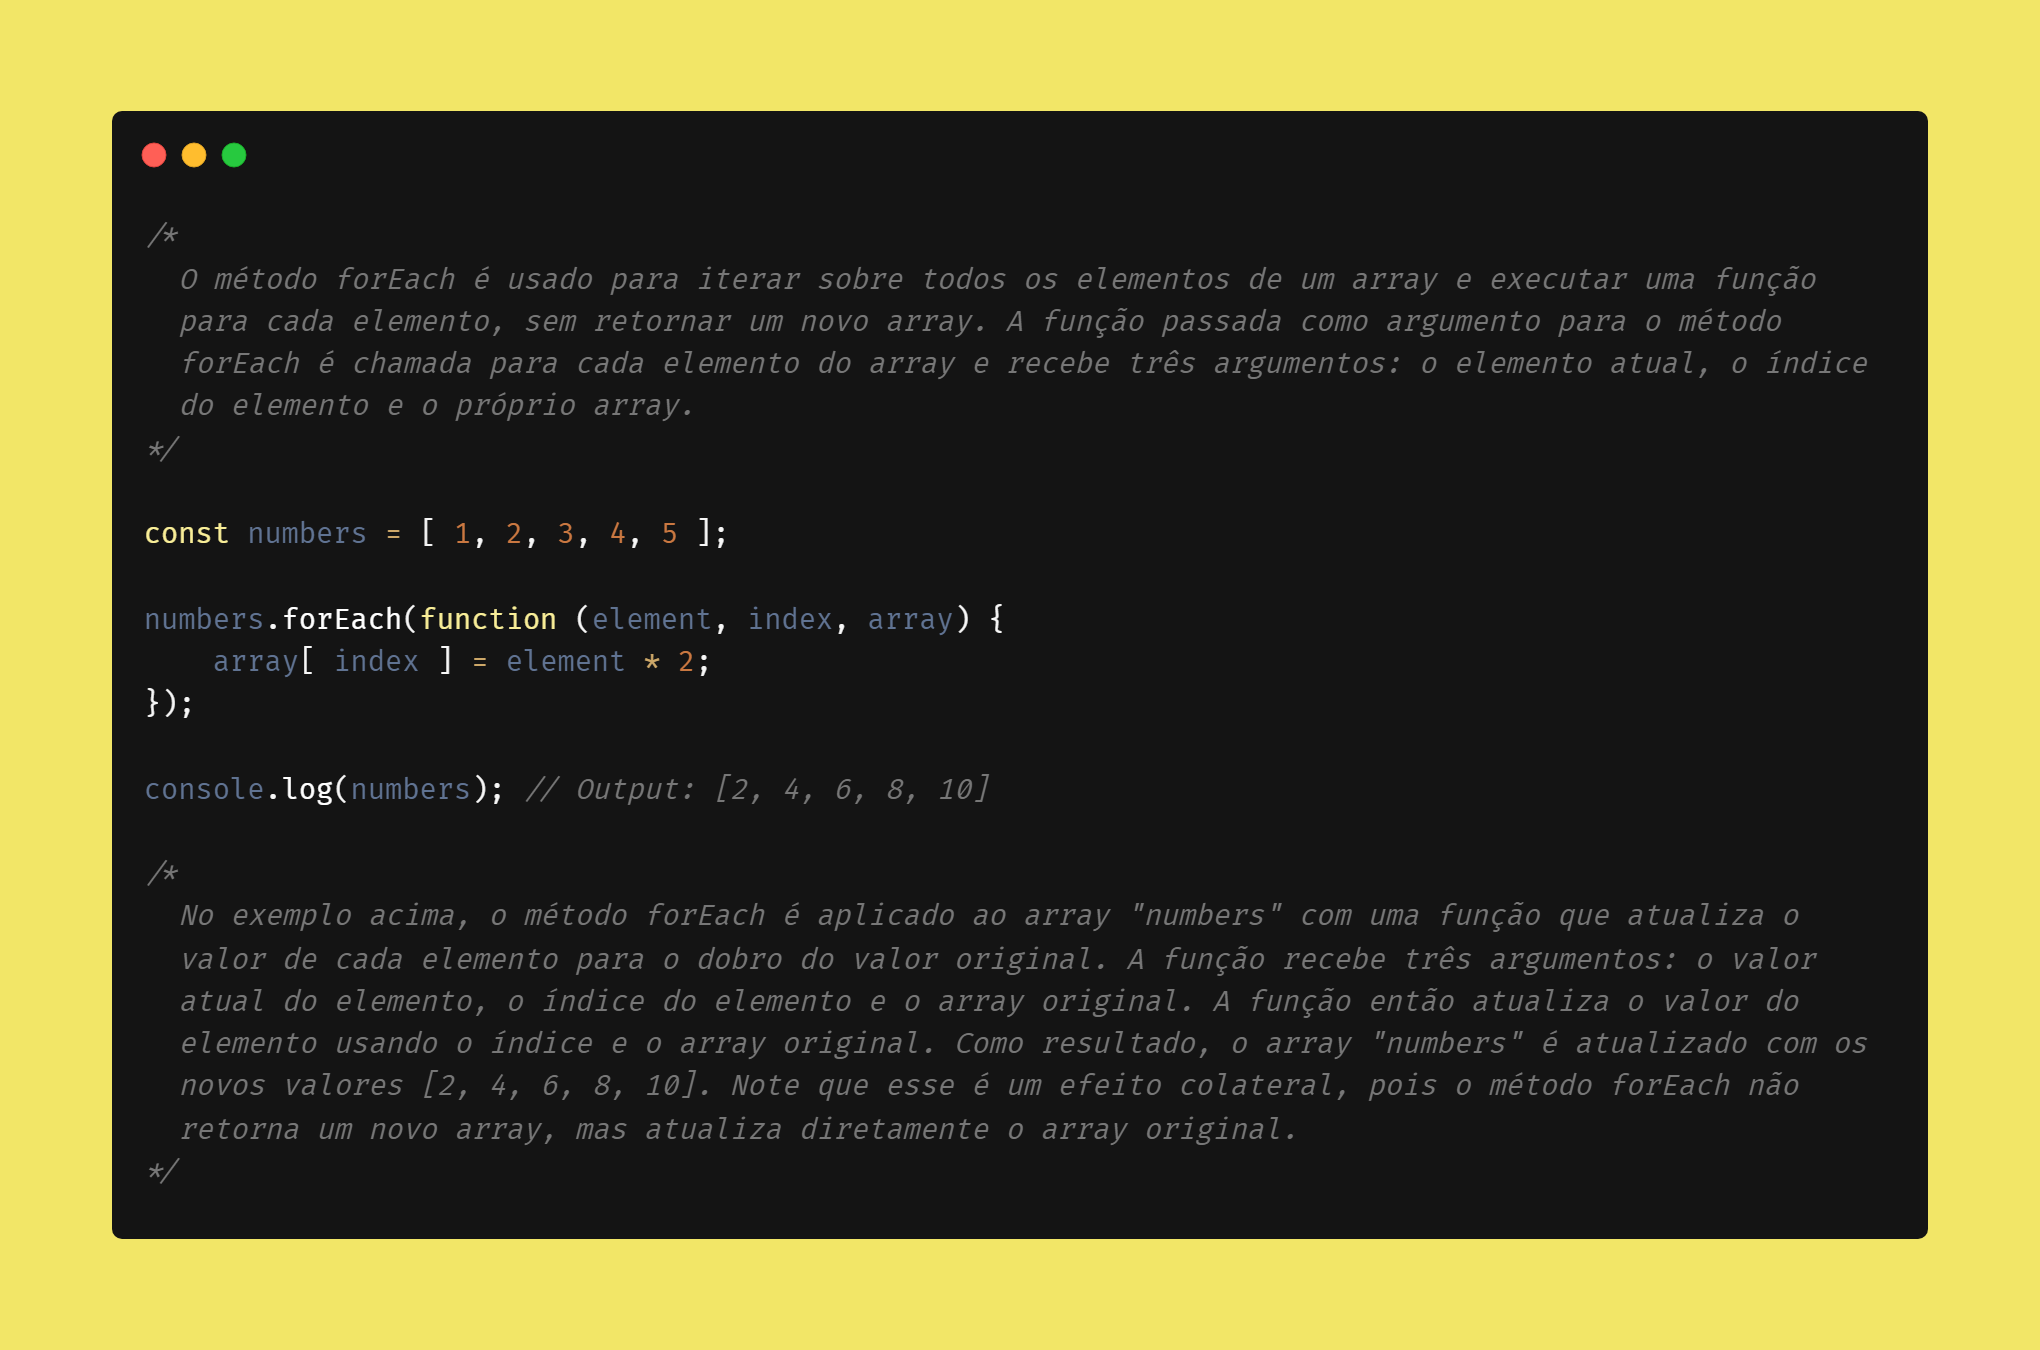 /*
  O método forEach é usado para iterar sobre todos os elementos de um array e executar uma função
  para cada elemento, sem retornar um novo array. A função passada como argumento para o método
  forEach é chamada para cada elemento do array e recebe três argumentos: o elemento atual, o índice
  do elemento e o próprio array.
*/
const numbers = [ 1, 2, 3, 4, 5 ];
numbers.forEach(function (element, index, array) {
    array[ index ] = element * 2;
});
console.log(numbers); // Output: [2, 4, 6, 8, 10]
/*
  No exemplo acima, o método forEach é aplicado ao array "numbers" com uma função que atualiza o
  valor de cada elemento para o dobro do valor original. A função recebe três argumentos: o valor
  atual do elemento, o índice do elemento e o array original. A função então atualiza o valor do
  elemento usando o índice e o array original. Como resultado, o array "numbers" é atualizado com os
  novos valores [2, 4, 6, 8, 10]. Note que esse é um efeito colateral, pois o método forEach não
  retorna um novo array, mas atualiza diretamente o array original.
*/